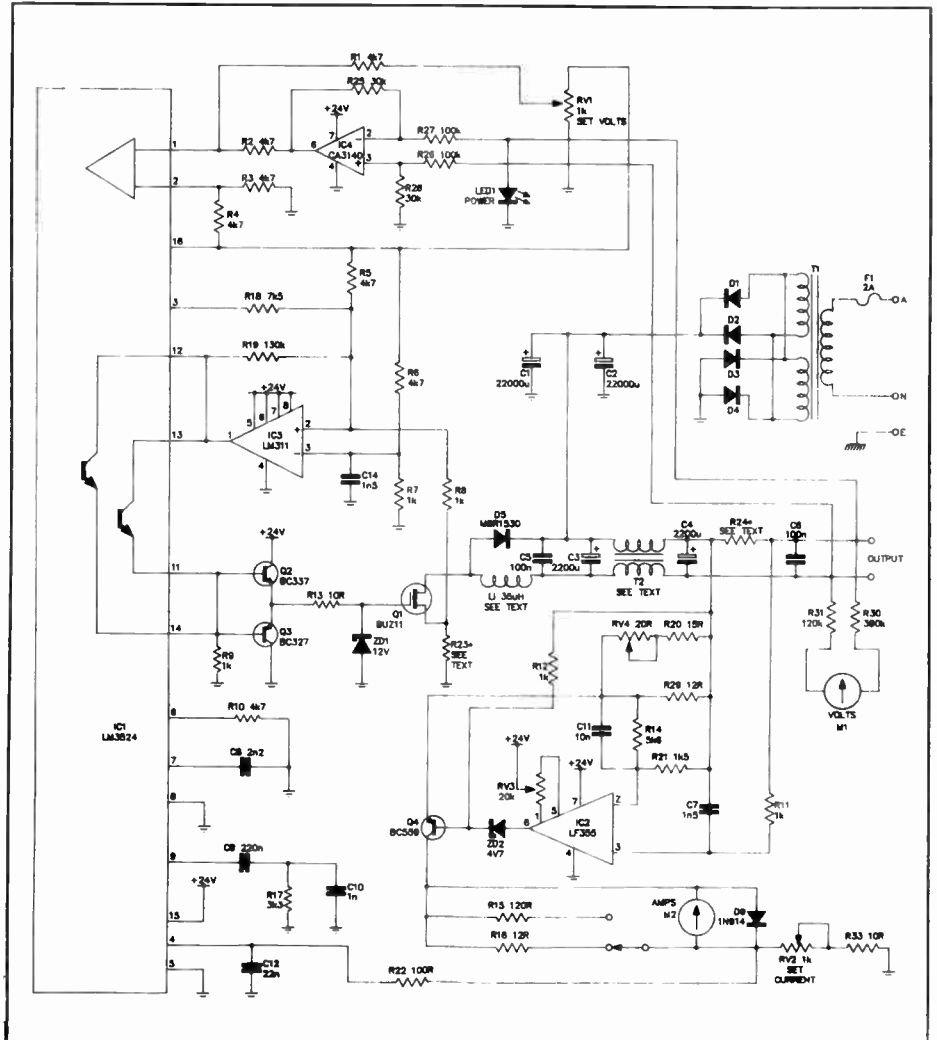 R1 4k7
R25 30k
+24V
IC4
CA3140
7
6
4
2
3
R27 100k
R26 100k
RV1
1k
SET VOLTS
1
R2 4k7
2
R3 4k7
R28
30k
LED1
POWER
R4
4k7
16
R5
4k7
3
R18 7k5
12
R19 130k
R6
4k7
+
C1
22000u
+
C2
22000u
D1
D2
D3
D4
T1
F1
2A
A
N
E
+24V
5
6
7
8
13
1
IC3
LM311
2
3
4
C14
1n5
R7
1k
R8
1k
D5
MBR1530
C5
100n
C3
2200u
C4
2200u
R24*
SEE TEXT
C6
100n
OUTPUT
T2
SEE TEXT
+24V
11
Q2
BC337
R13 10R
Q1
BUZ11
L1 36uH
SEE TEXT
14
Q3
BC327
ZD1
12V
R23*
SEE
TEXT
R9
1k
R12
1k
RV4 20R
R20 15R
R31
120k
R30
390k
VOLTS
M1
R29 12R
C11
10n
R14
5k6
R21 1k5
IC1
LM3524
6
R10 4k7
7
C8 2n2
8
+24V
RV3
20k
+24V
7
5
1
6
IC2
LF355
2
3
4
C7
1n5
R11
1k
Q4
BC559
ZD2
4V7
9
C9 220n
+24V
R17
3k3
C10
1n
15
R15 120R
R16 12R
AMPS
M2
1N914
4
C12
22n
5
R22 100R
RV2 1k
SET
CURRENT
R33 10R